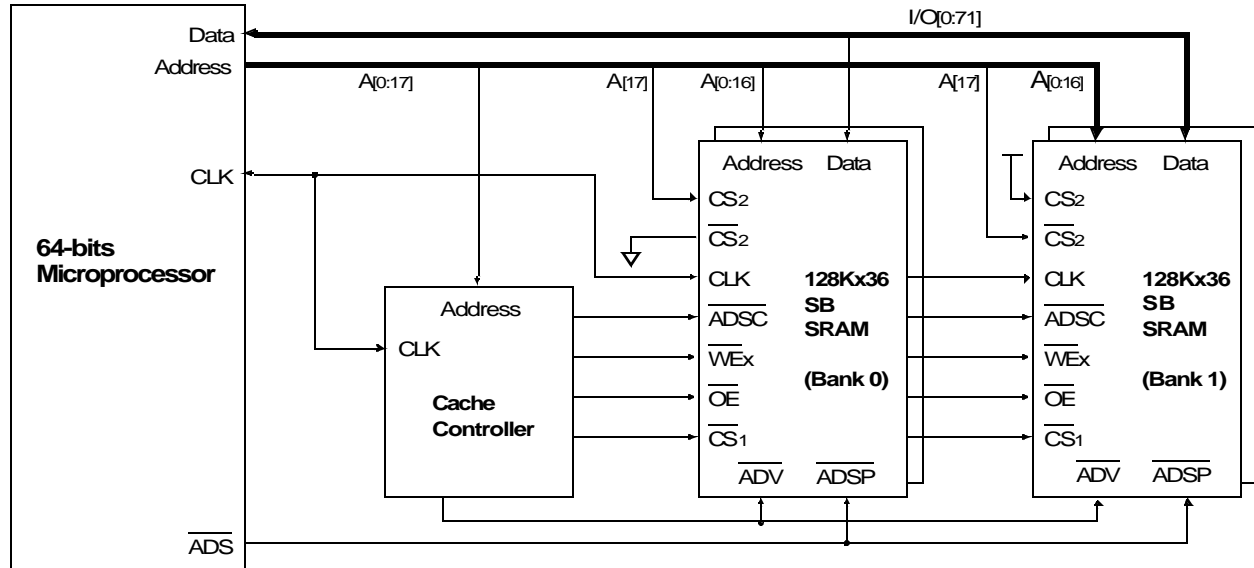 I/O[0:71]
Data
Address
A[0:17]
A[17]
A[0:16]
A[17]
A[0:16]
CLK
64-bits
Microprocessor
ADS
Address
CLK
Cache
Controller
Address Data
CS2
CS2
CLK
ADSC
WEx
OE
CS1
ADV ADSP
128Kx36
SB
SRAM
(Bank 0)
Address Data
CS2
CS2
CLK
ADSC
WEx
OE
CS1
ADV ADSP
128Kx36
SB
SRAM
(Bank 1)